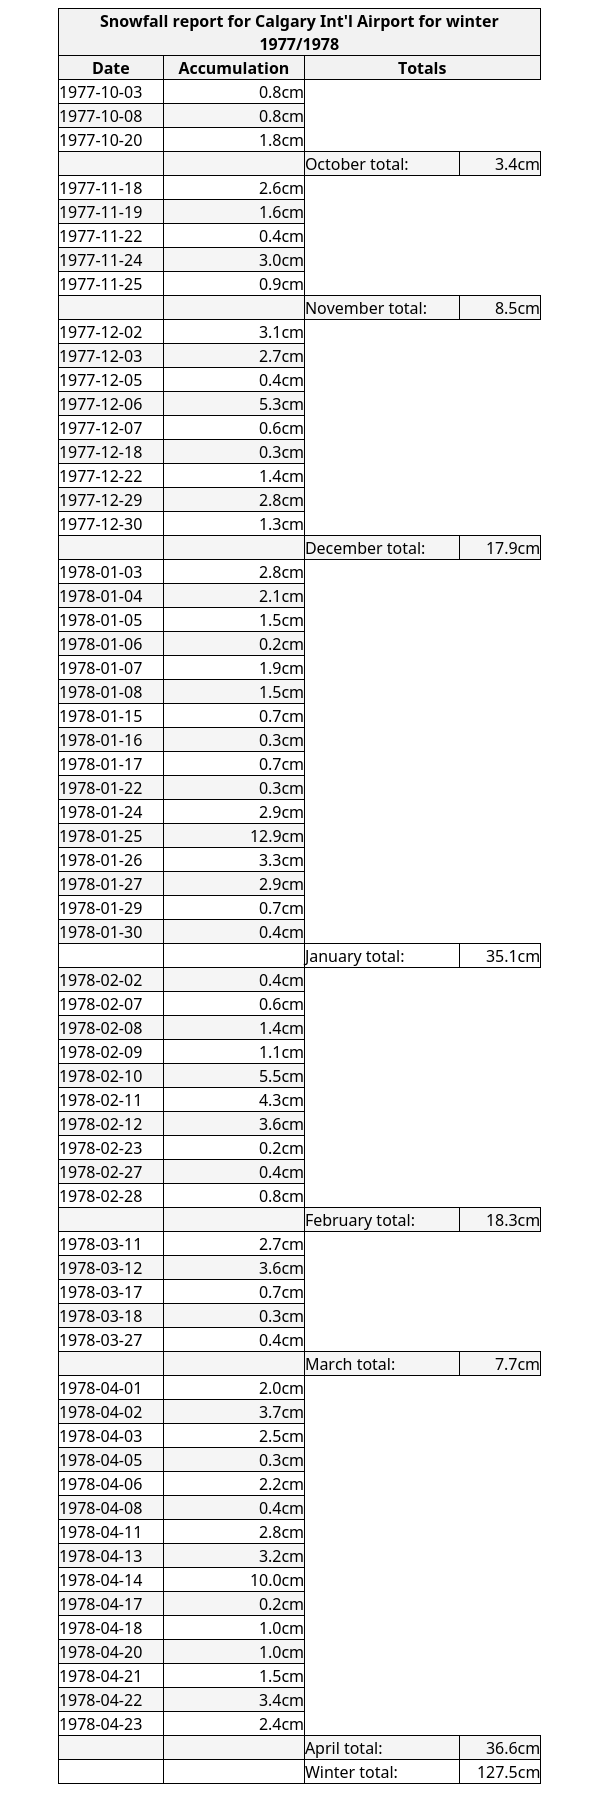 Snowfall report for Calgary Int'l Airport for winter
1977/1978
Date Accumulation Totals
1977-10-03 0.8cm
1977-10-08 0.8cm
1977-10-20 1.8cm
October total: 3.4cm
1977-11-18 2.6cm
1977-11-19 1.6cm
1977-11-22 0.4cm
1977-11-24 3.0cm
1977-11-25 0.9cm
November total: 8.5cm
1977-12-02 3.1cm
1977-12-03 2.7cm
1977-12-05 0.4cm
1977-12-06 5.3cm
1977-12-07 0.6cm
1977-12-18 0.3cm
1977-12-22 1.4cm
1977-12-29 2.8cm
1977-12-30 1.3cm
December total: 17.9cm
1978-01-03 2.8cm
1978-01-04 2.1cm
1978-01-05 1.5cm
1978-01-06 0.2cm
1978-01-07 1.9cm
1978-01-08 1.5cm
1978-01-15 0.7cm
1978-01-16 0.3cm
1978-01-17 0.7cm
1978-01-22 0.3cm
1978-01-24 2.9cm
1978-01-25 12.9cm
1978-01-26 3.3cm
1978-01-27 2.9cm
1978-01-29 0.7cm
1978-01-30 0.4cm
January total: 35.1cm
1978-02-02 0.4cm
1978-02-07 0.6cm
1978-02-08 1.4cm
1978-02-09 1.1cm
1978-02-10 5.5cm
1978-02-11 4.3cm
1978-02-12 3.6cm
1978-02-23 0.2cm
1978-02-27 0.4cm
1978-02-28 0.8cm
February total: 18.3cm
1978-03-11 2.7cm
1978-03-12 3.6cm
1978-03-17 0.7cm
1978-03-18 0.3cm
1978-03-27 0.4cm
March total: 7.7cm
1978-04-01 2.0cm
1978-04-02 3.7cm
1978-04-03 2.5cm
1978-04-05 0.3cm
1978-04-06 2.2cm
1978-04-08 0.4cm
1978-04-11 2.8cm
1978-04-13 3.2cm
1978-04-14 10.0cm
1978-04-17 0.2cm
1978-04-18 1.0cm
1978-04-20 1.0cm
1978-04-21 1.5cm
1978-04-22 3.4cm
1978-04-23 2.4cm
April total: 36.6cm
Winter total: 127.5cm